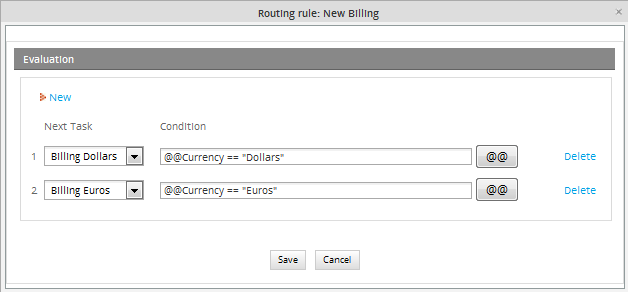 Routing rule: New Billing ×
Evaluation
New
Next Task Condition
1 Billing Dollars @@Currency == "Dollars" @@ Delete
2 Billing Euros @@Currency == "Euros" @@ Delete
Save Cancel